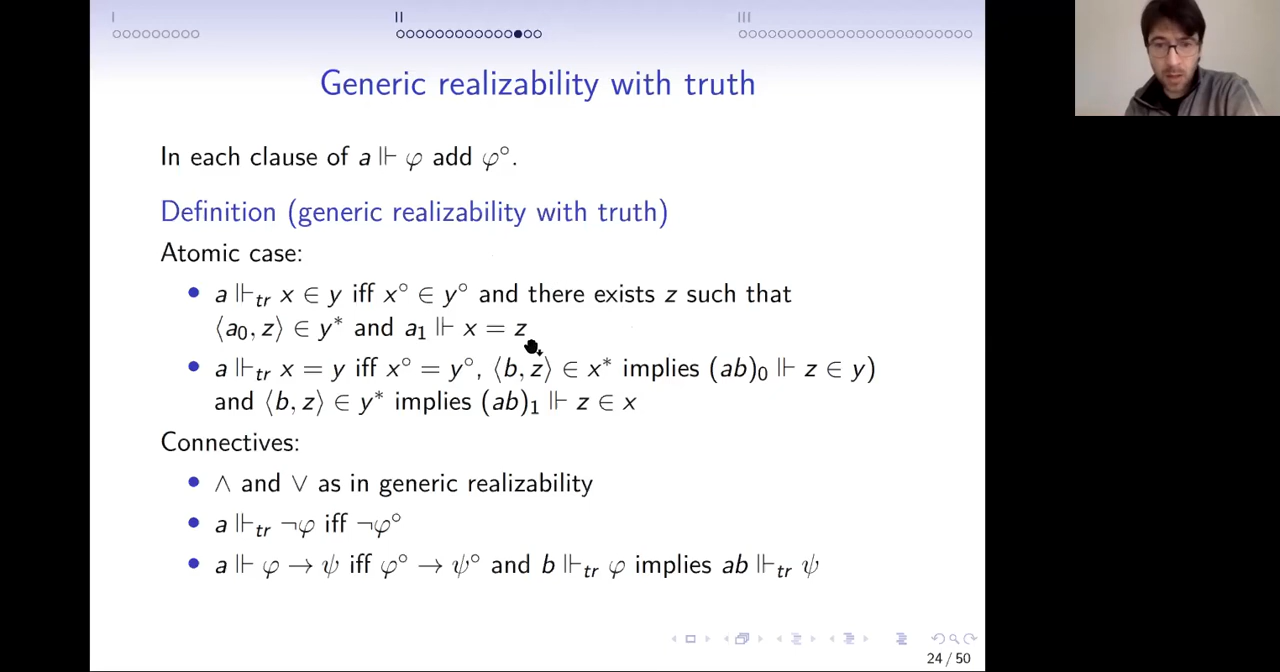 I II III
Generic realizability with truth
In each clause of a ⊩ φ add φ°.
Definition (generic realizability with truth)
Atomic case:
• a ⊩tr x ∈ y iff x° ∈ y° and there exists z such that
⟨a₀, z⟩ ∈ y* and a₁ ⊩ x = z
• a ⊩tr x = y iff x° = y°, ⟨b, z⟩ ∈ x* implies (ab)₀ ⊩ z ∈ y)
and ⟨b, z⟩ ∈ y* implies (ab)₁ ⊩ z ∈ x
Connectives:
• ∧ and ∨ as in generic realizability
• a ⊩tr ¬φ iff ¬φ°
• a ⊩ φ → ψ iff φ° → ψ° and b ⊩tr φ implies ab ⊩tr ψ
24 / 50